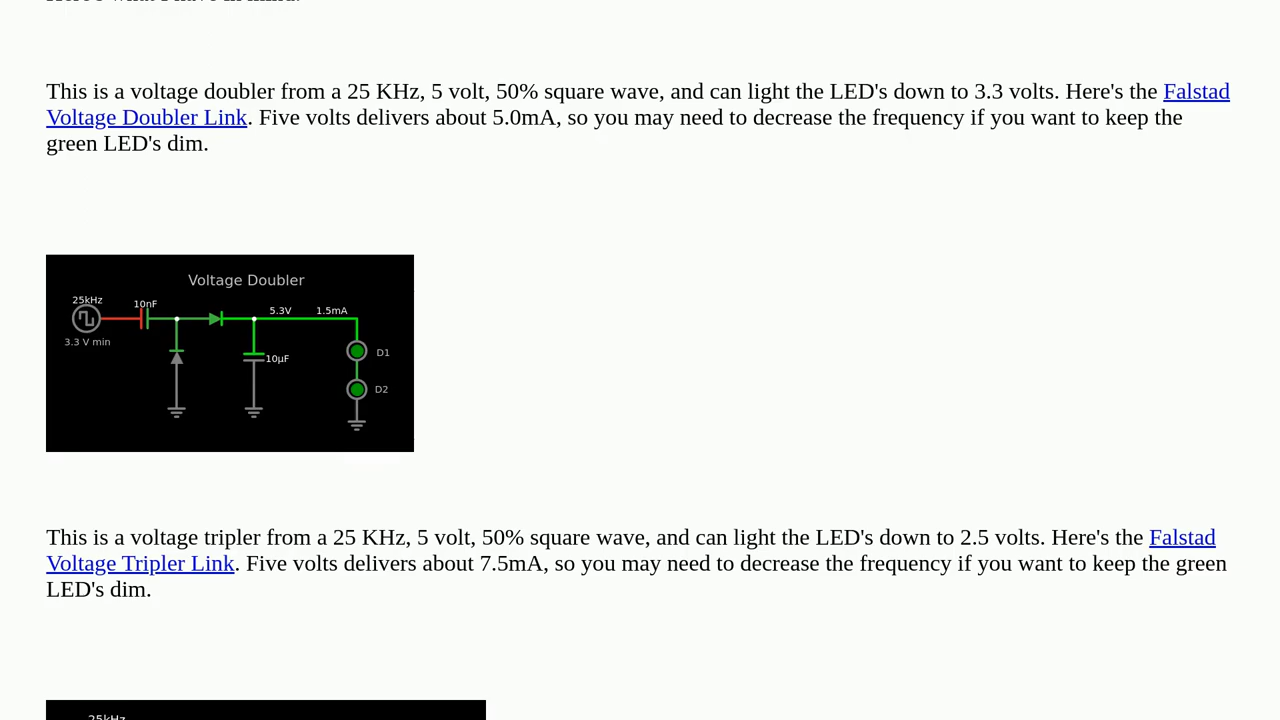 This is a voltage doubler from a 25 KHz, 5 volt, 50% square wave, and can light the LED's down to 3.3 volts. Here's the Falstad
Voltage Doubler Link. Five volts delivers about 5.0mA, so you may need to decrease the frequency if you want to keep the
green LED's dim.
Voltage Doubler
25kHz
10nF
5.3V
1.5mA
3.3 V min
10µF
D1
D2
This is a voltage tripler from a 25 KHz, 5 volt, 50% square wave, and can light the LED's down to 2.5 volts. Here's the Falstad
Voltage Tripler Link. Five volts delivers about 7.5mA, so you may need to decrease the frequency if you want to keep the green
LED's dim.
25kHz